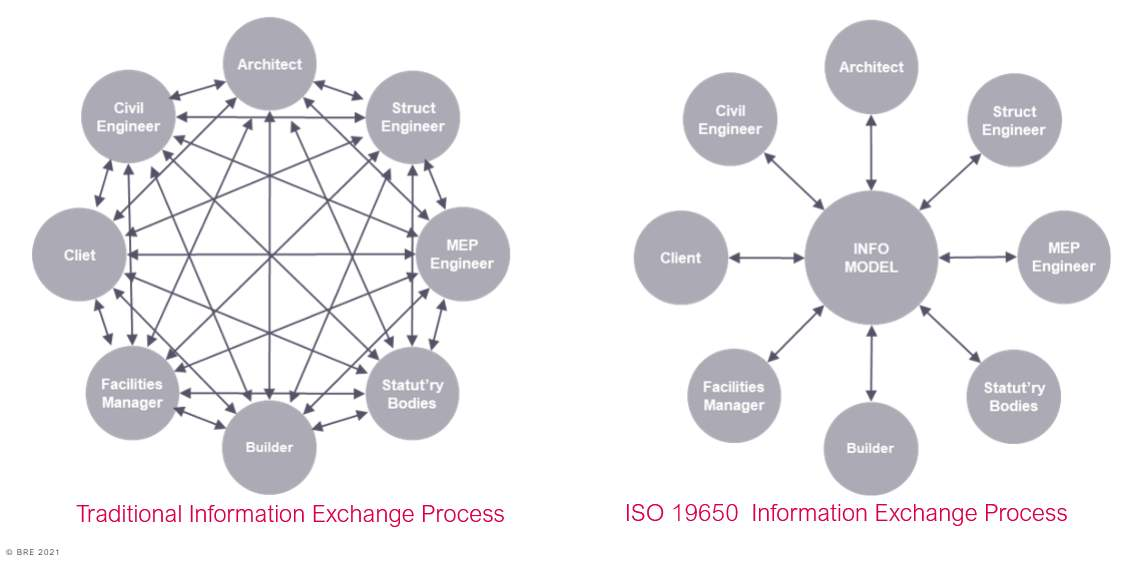 Architect
Civil
Engineer
Struct
Engineer
Cliet
MEP
Engineer
Facilities
Manager
Statut’ry
Bodies
Builder
Traditional Information Exchange Process
Architect
Civil
Engineer
Struct
Engineer
Client
INFO
MODEL
MEP
Engineer
Facilities
Manager
Statut’ry
Bodies
Builder
ISO 19650  Information Exchange Process
© BRE 2021